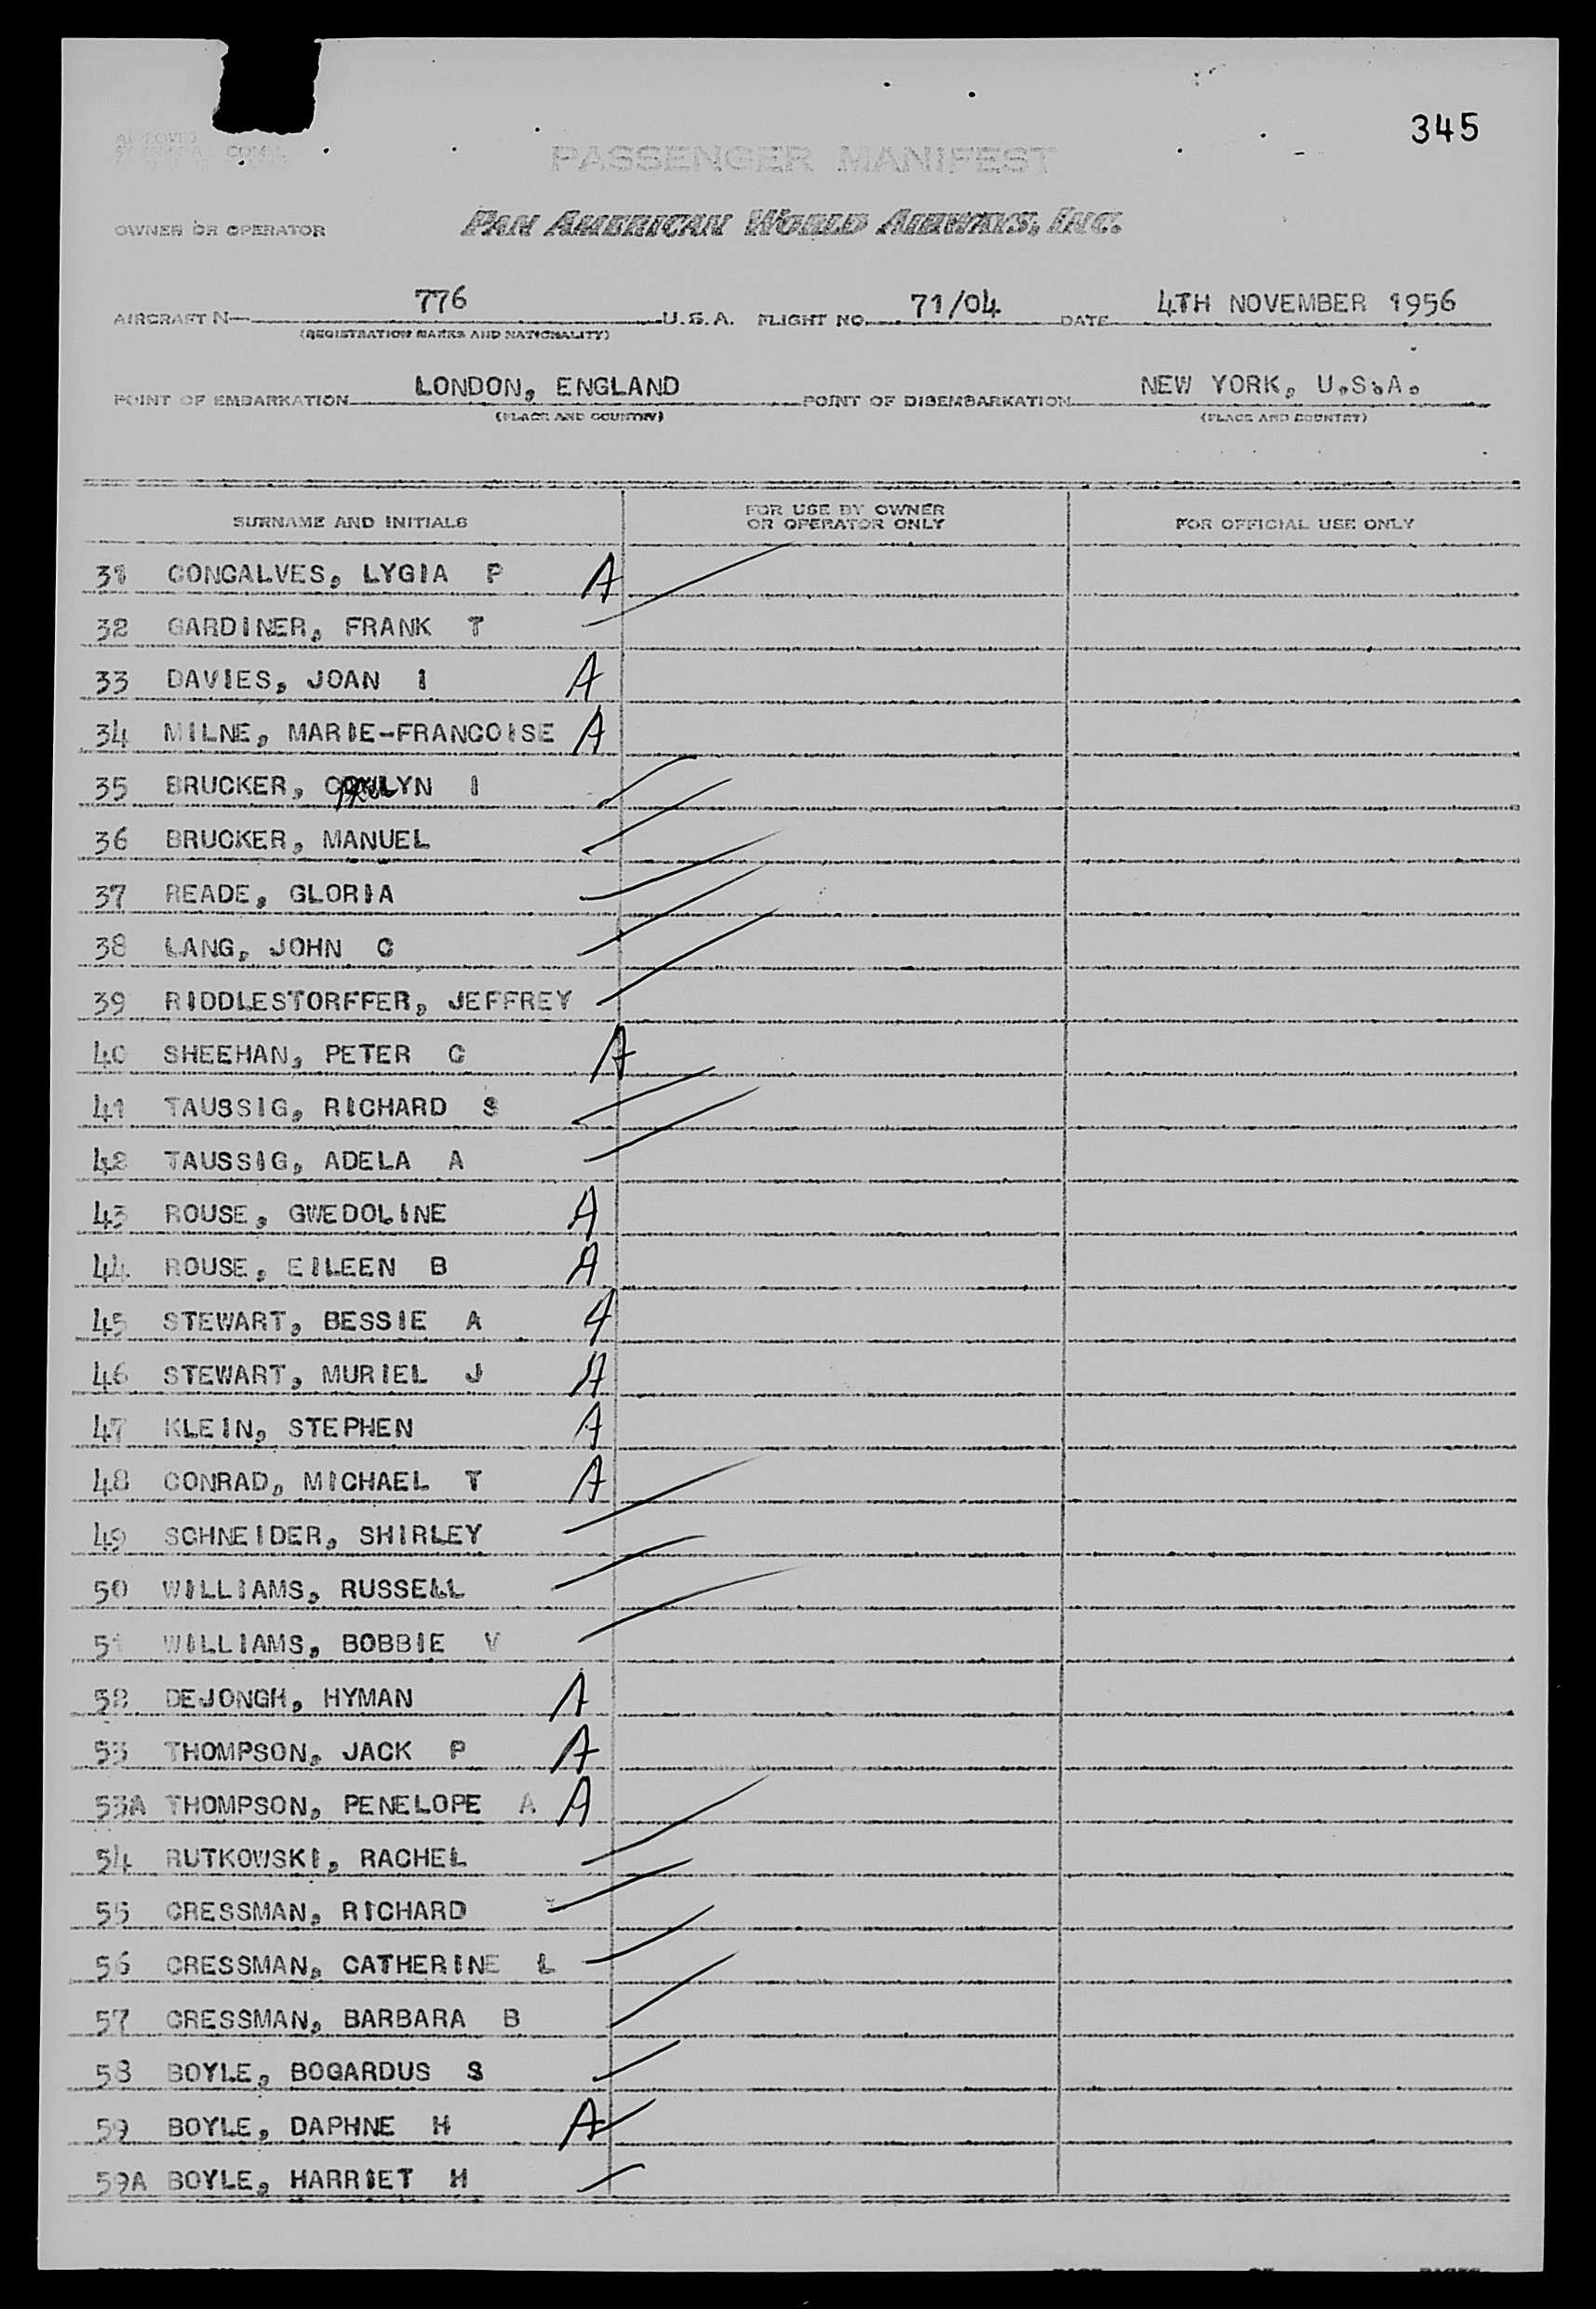 345
APPROVED
PASSENGER MANIFEST
OWNER OR OPERATOR PAN AMERICAN WORLD AIRWAYS, INC.
AIRCRAFT N— 776 U.S.A. FLIGHT NO. 71/04 DATE 4TH NOVEMBER 1956
(REGISTRATION MARKS AND NATIONALITY)
POINT OF EMBARKATION LONDON, ENGLAND POINT OF DISEMBARKATION NEW YORK, U.S.A.
(PLACE AND COUNTRY) (PLACE AND COUNTRY)
SURNAME AND INITIALS FOR USE BY OWNER OR OPERATOR ONLY FOR OFFICIAL USE ONLY
31 GONCALVES, LYGIA P A
32 GARDINER, FRANK T
33 DAVIES, JOAN I A
34 MILNE, MARIE-FRANCOISE A
35 BRUCKER, LYN I
36 BRUCKER, MANUEL
37 READE, GLORIA
38 LANG, JOHN C
39 RIDDLESTORFFER, JEFFREY
40 SHEEHAN, PETER C A
41 TAUSSIG, RICHARD S
42 TAUSSIG, ADELA A
43 ROUSE, GWEDOLINE A
44 ROUSE, EILEEN B A
45 STEWART, BESSIE A A
46 STEWART, MURIEL J A
47 KLEIN, STEPHEN A
48 CONRAD, MICHAEL T A
49 SCHNEIDER, SHIRLEY
50 WILLIAMS, RUSSELL
51 WILLIAMS, BOBBIE V
52 DEJONGH, HYMAN A
53 THOMPSON, JACK P A
53A THOMPSON, PENELOPE A A
54 RUTKOWSKI, RACHEL
55 CRESSMAN, RICHARD
56 CRESSMAN, CATHERINE L
57 CRESSMAN, BARBARA B
58 BOYLE, BOGARDUS S
59 BOYLE, DAPHNE H A
59A BOYLE, HARRIET H